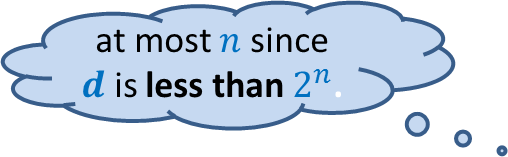 at most n since
d is less than 2ⁿ.